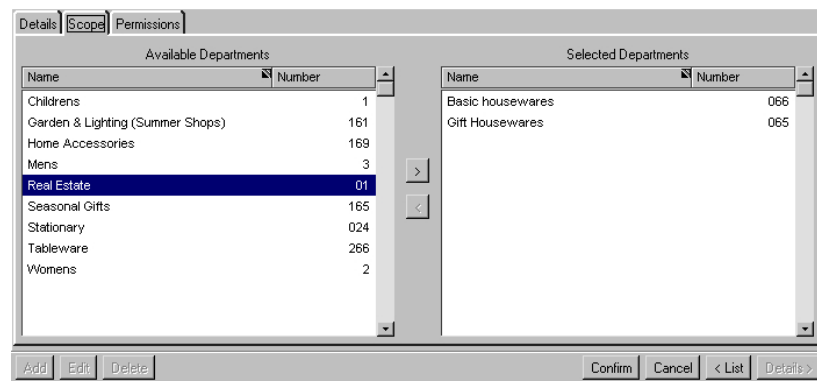 Details Scope Permissions
Available Departments
Name Number
Childrens 1
Garden & Lighting (Summer Shops) 161
Home Accessories 169
Mens 3
Real Estate 01
Seasonal Gifts 165
Stationary 024
Tableware 266
Womens 2
>
<
Selected Departments
Name Number
Basic housewares 066
Gift Housewares 065
Add Edit Delete Confirm Cancel < List Details >